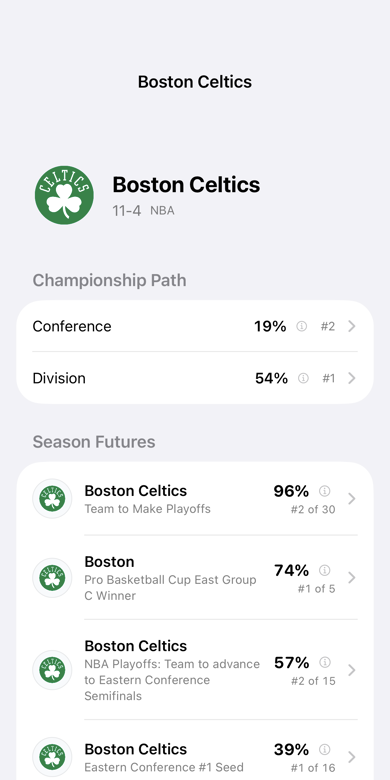 Boston Celtics
CELTICS
Boston Celtics
11-4 NBA
Championship Path
Conference 19% #2
Division 54% #1
Season Futures
Boston Celtics 96%
Team to Make Playoffs #2 of 30
Boston 74%
Pro Basketball Cup East Group #1 of 5
C Winner
Boston Celtics 57%
NBA Playoffs: Team to advance
to Eastern Conference #2 of 15
Semifinals
Boston Celtics 39%
Eastern Conference #1 Seed #1 of 16